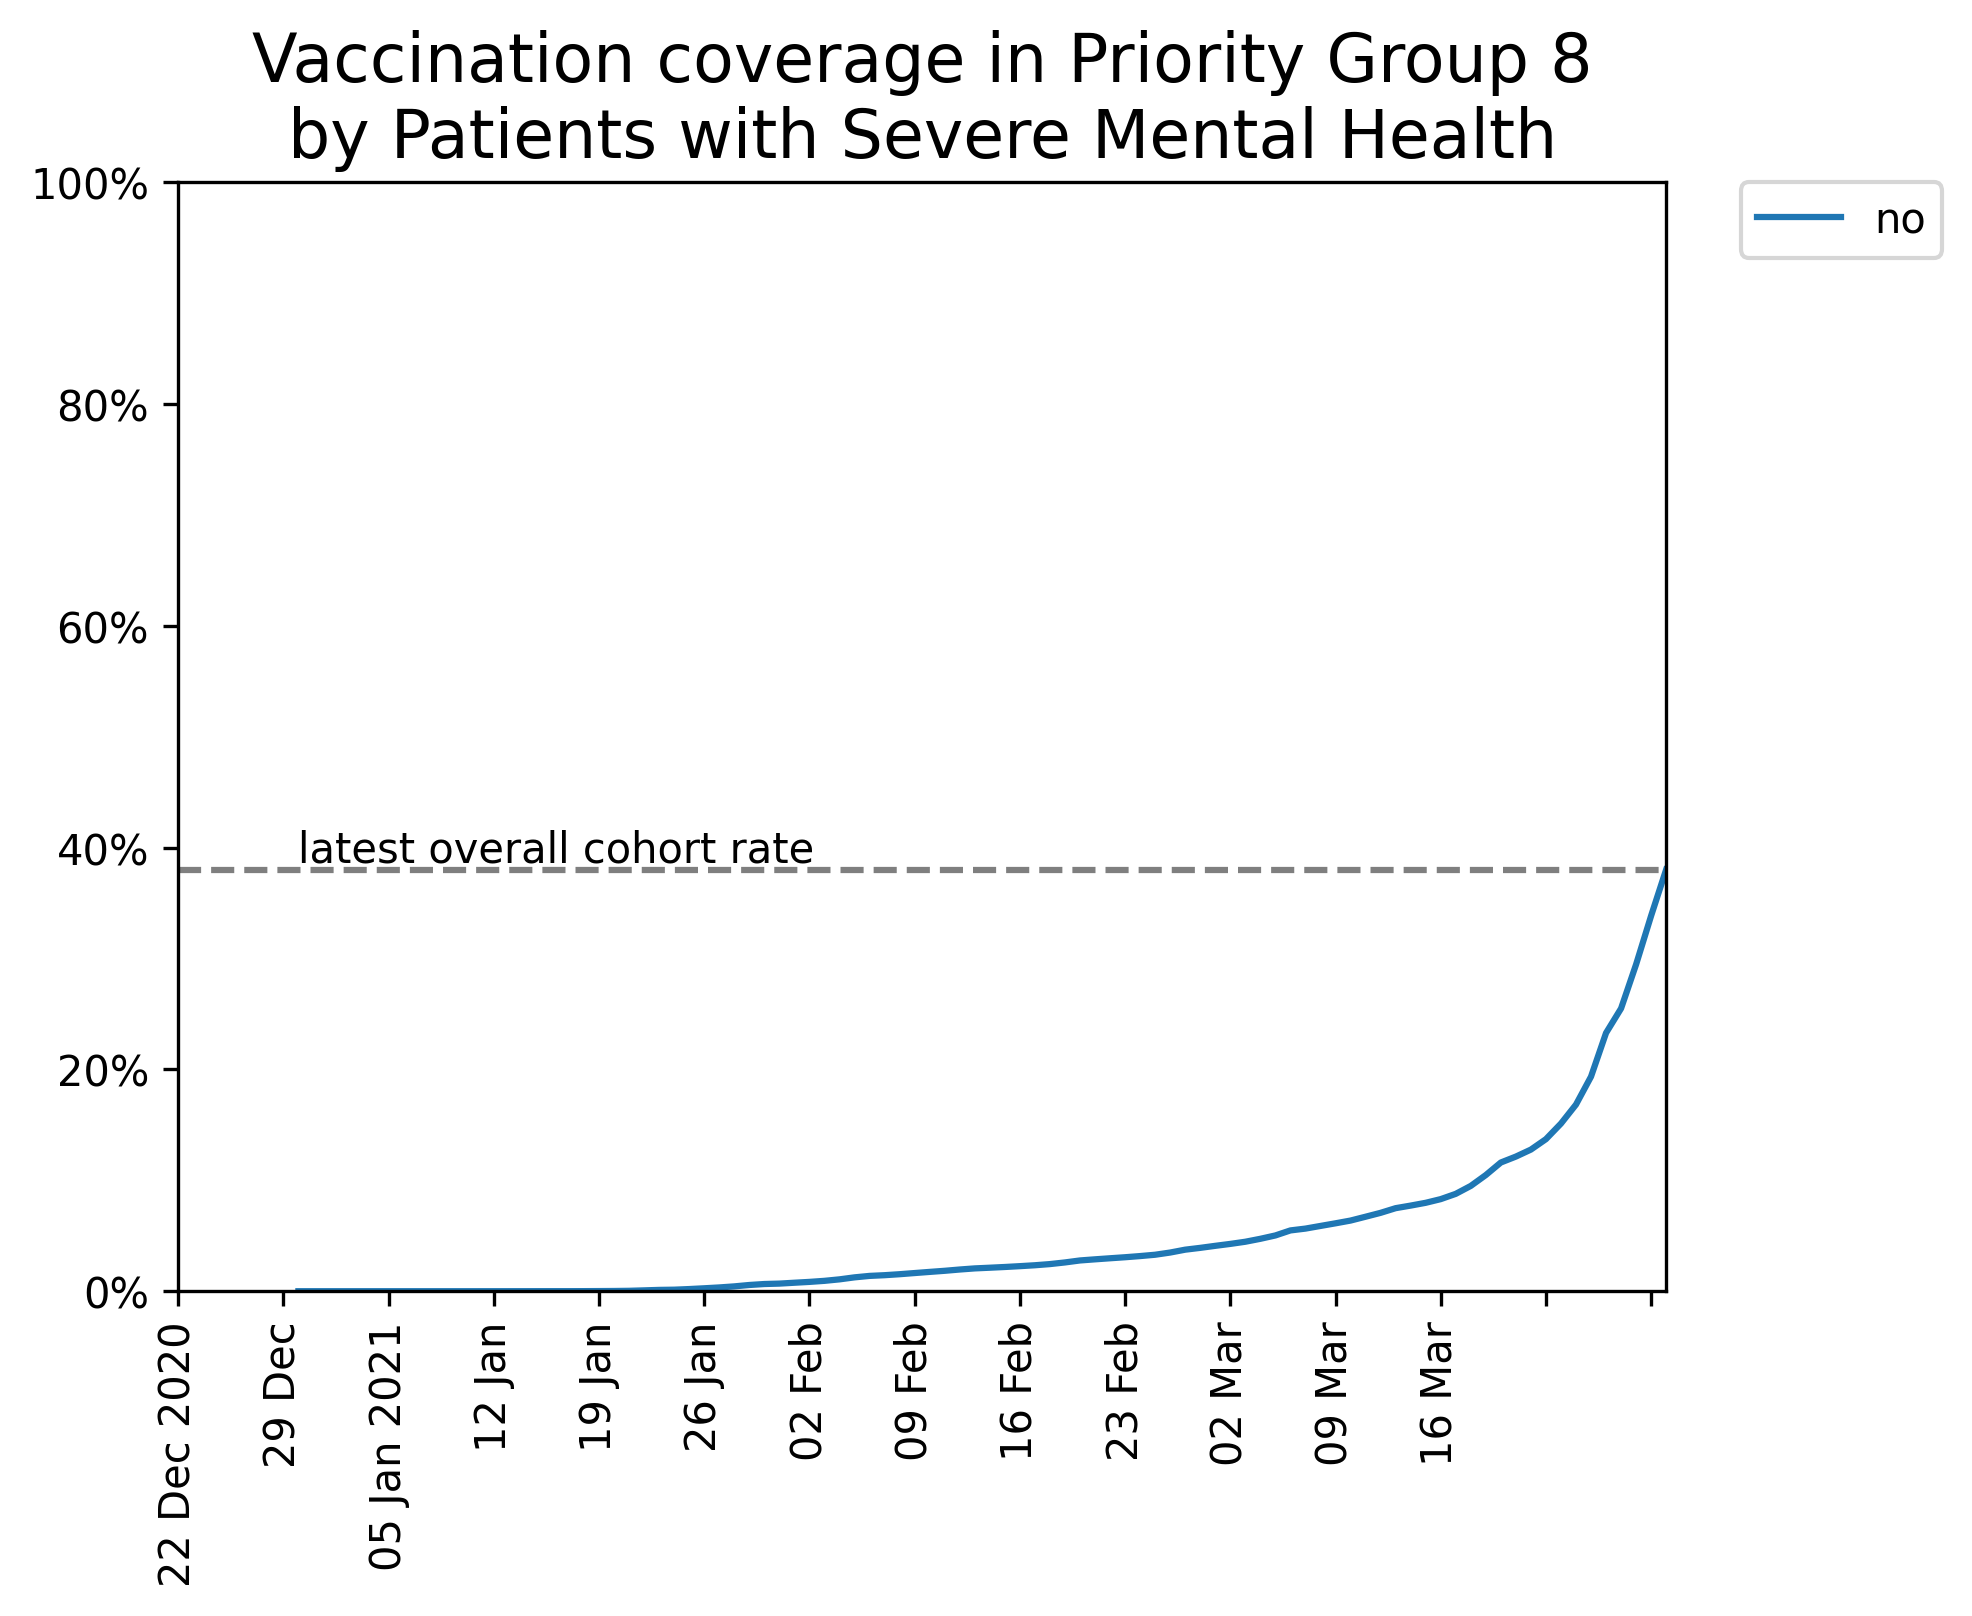 Vaccination coverage in Priority Group 8
by Patients with Severe Mental Health
no
100%
80%
60%
40%
20%
0%
latest overall cohort rate
22 Dec 2020
29 Dec
05 Jan 2021
12 Jan
19 Jan
26 Jan
02 Feb
09 Feb
16 Feb
23 Feb
02 Mar
09 Mar
16 Mar